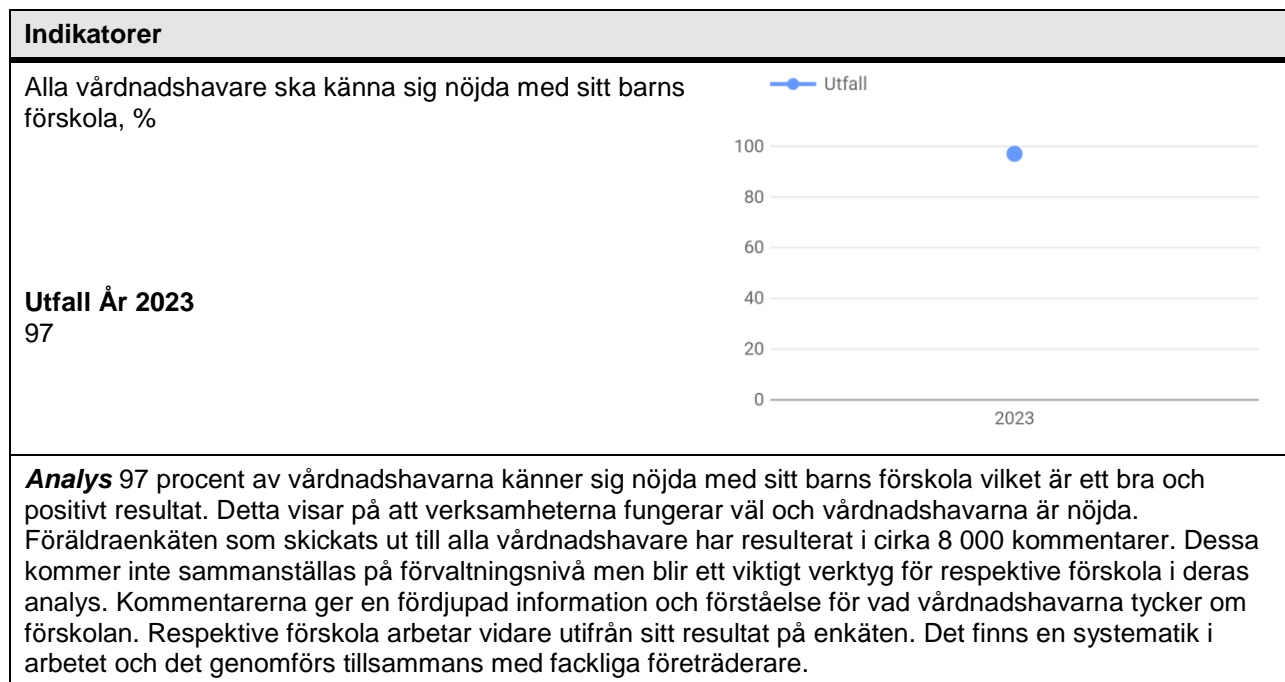 Indikatorer
Alla vårdnadshavare ska känna sig nöjda med sitt barns
förskola, %
Utfall År 2023
97
Utfall
100
80
60
40
20
0
2023
Analys 97 procent av vårdnadshavarna känner sig nöjda med sitt barns förskola vilket är ett bra och
positivt resultat. Detta visar på att verksamheterna fungerar väl och vårdnadshavarna är nöjda.
Föräldraenkäten som skickats ut till alla vårdnadshavare har resulterat i cirka 8 000 kommentarer. Dessa
kommer inte sammanställas på förvaltningsnivå men blir ett viktigt verktyg för respektive förskola i deras
analys. Kommentarerna ger en fördjupad information och förståelse för vad vårdnadshavarna tycker om
förskolan. Respektive förskola arbetar vidare utifrån sitt resultat på enkäten. Det finns en systematik i
arbetet och det genomförs tillsammans med fackliga företräderare.